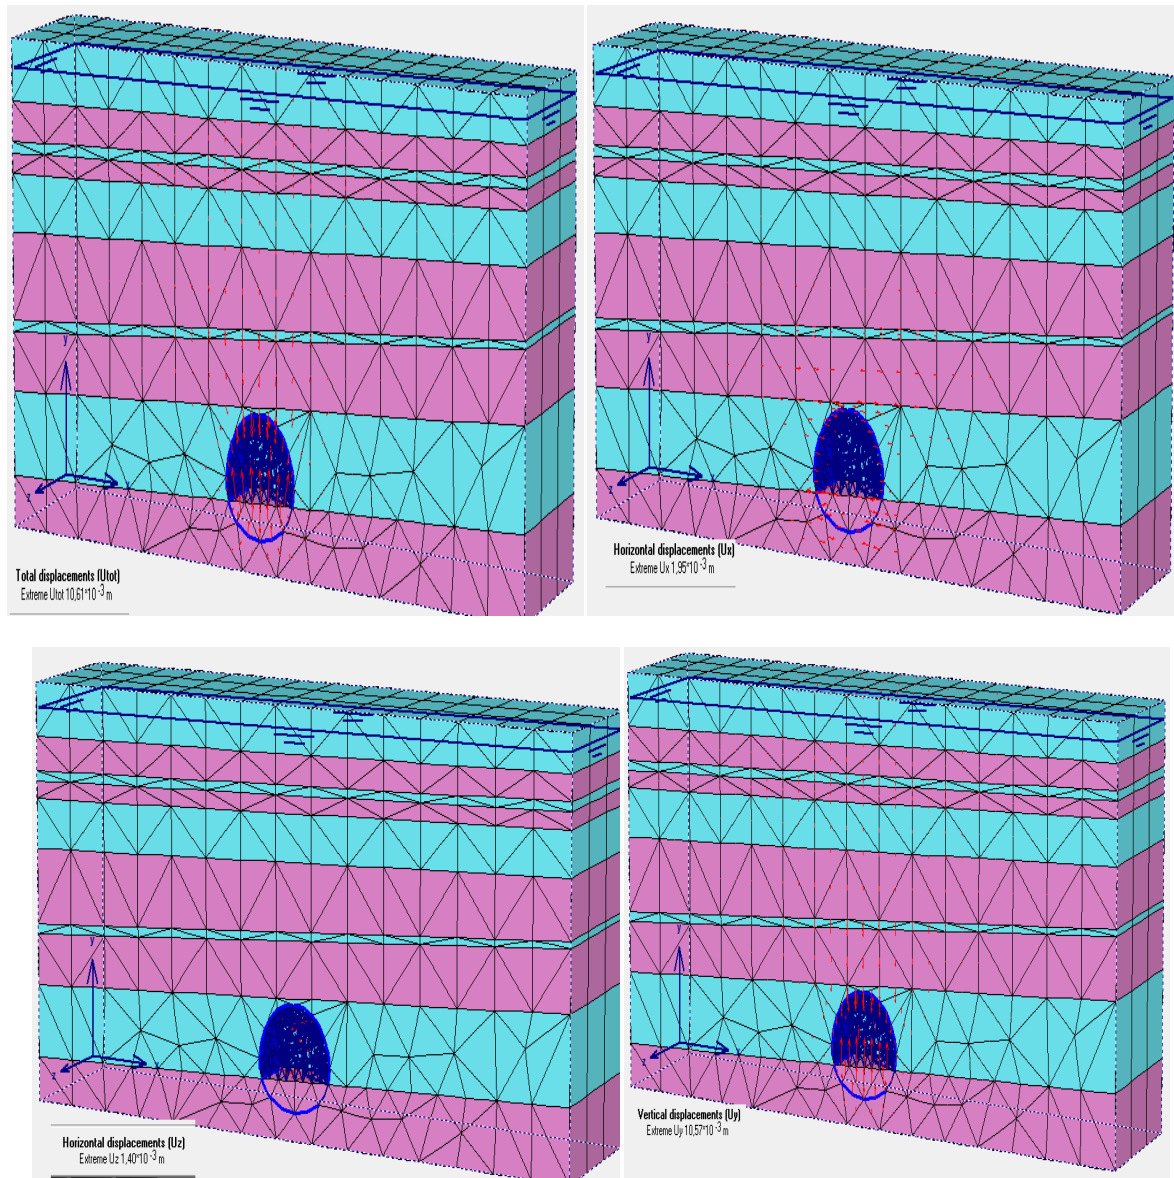 y
x
z
Total displacements (Utot)
Extreme Utot 10,61*10 -3 m
y
z
Horizontal displacements (Ux)
Extreme Ux 1,95*10 -3 m
y
x
z
Horizontal displacements (Uz)
Extreme Uz 1,40*10 -3 m
y
z
Vertical displacements (Uy)
Extreme Uy 10,57*10 -3 m